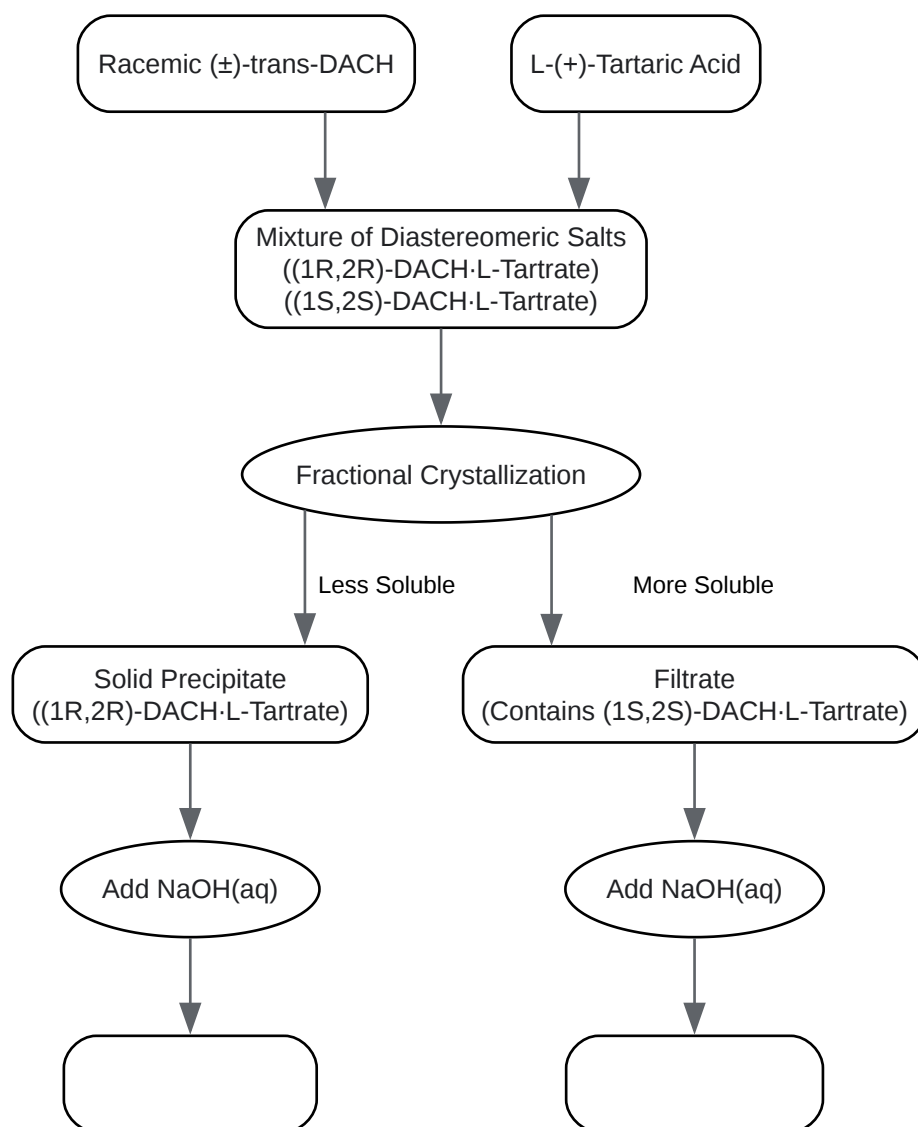 Racemic (±)-trans-DACH
L-(+)-Tartaric Acid
Mixture of Diastereomeric Salts
((1R,2R)-DACH·L-Tartrate)
((1S,2S)-DACH·L-Tartrate)
Fractional Crystallization
Less Soluble
More Soluble
Solid Precipitate
((1R,2R)-DACH·L-Tartrate)
Filtrate
(Contains (1S,2S)-DACH·L-Tartrate)
Add NaOH(aq)
Add NaOH(aq)